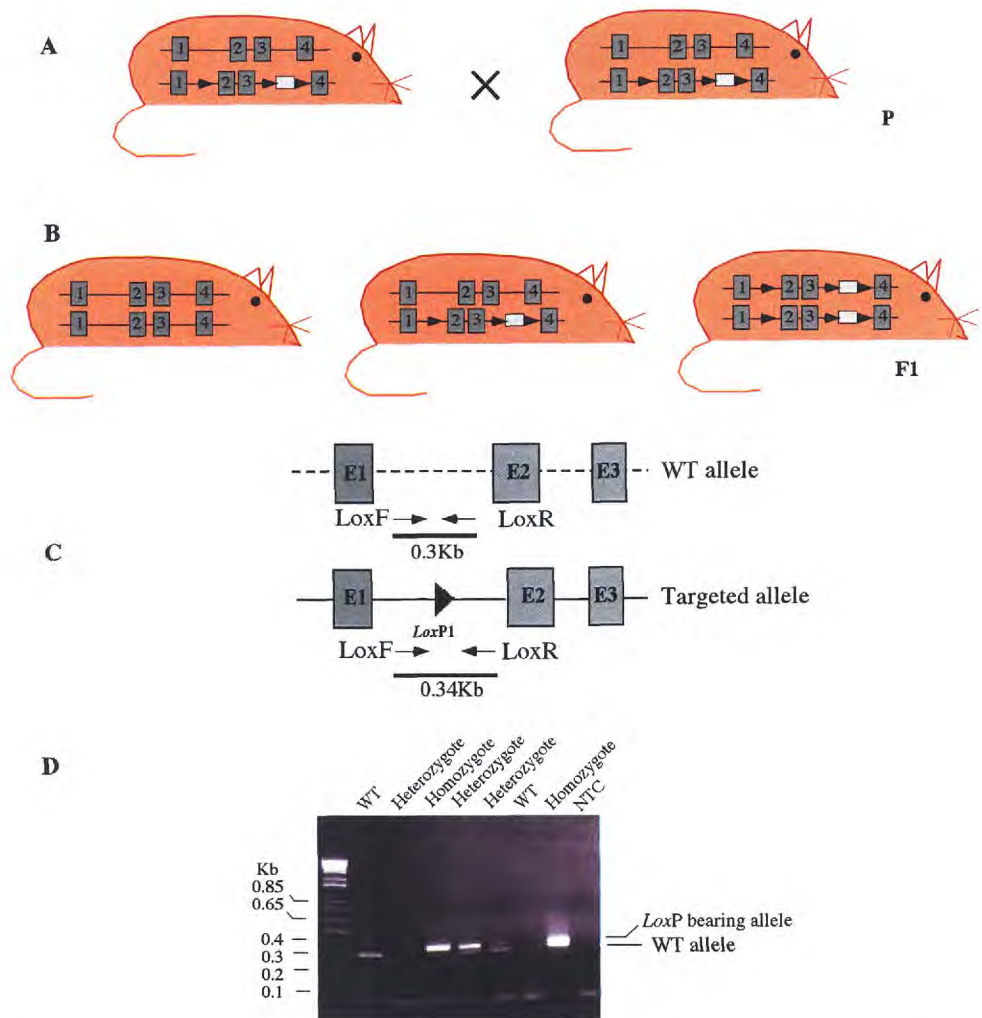 A
1 2 3 4
1 2 3 4
1 2 3 4
1 2 3 4
P
B
1 2 3 4
1 2 3 4
1 2 3 4
1 2 3 4
1 2 3 4
1 2 3 4
F1
C
E1 E2 E3 WT allele
LoxF LoxR
0.3Kb
E1 E2 E3 Targeted allele
LoxP1
LoxF LoxR
0.34Kb
D
WT
Heterozygote
Homozygote
Heterozygote
Heterozygote
WT
Homozygote
NTC
Kb
0.85
0.65
0.4
0.3
0.2
0.1
LoxP bearing allele
WT allele